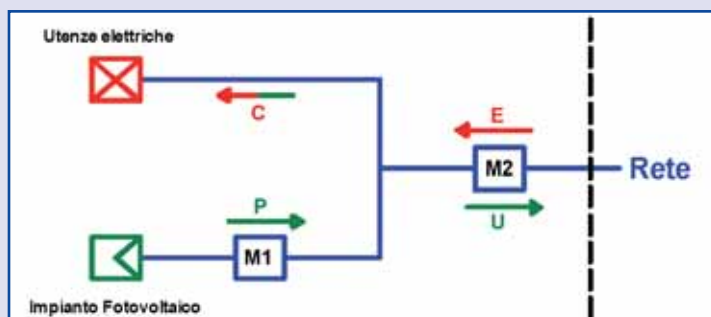 Utenze elettriche
C
E
M2
Rete
P
U
M1
Impianto Fotovoltaico